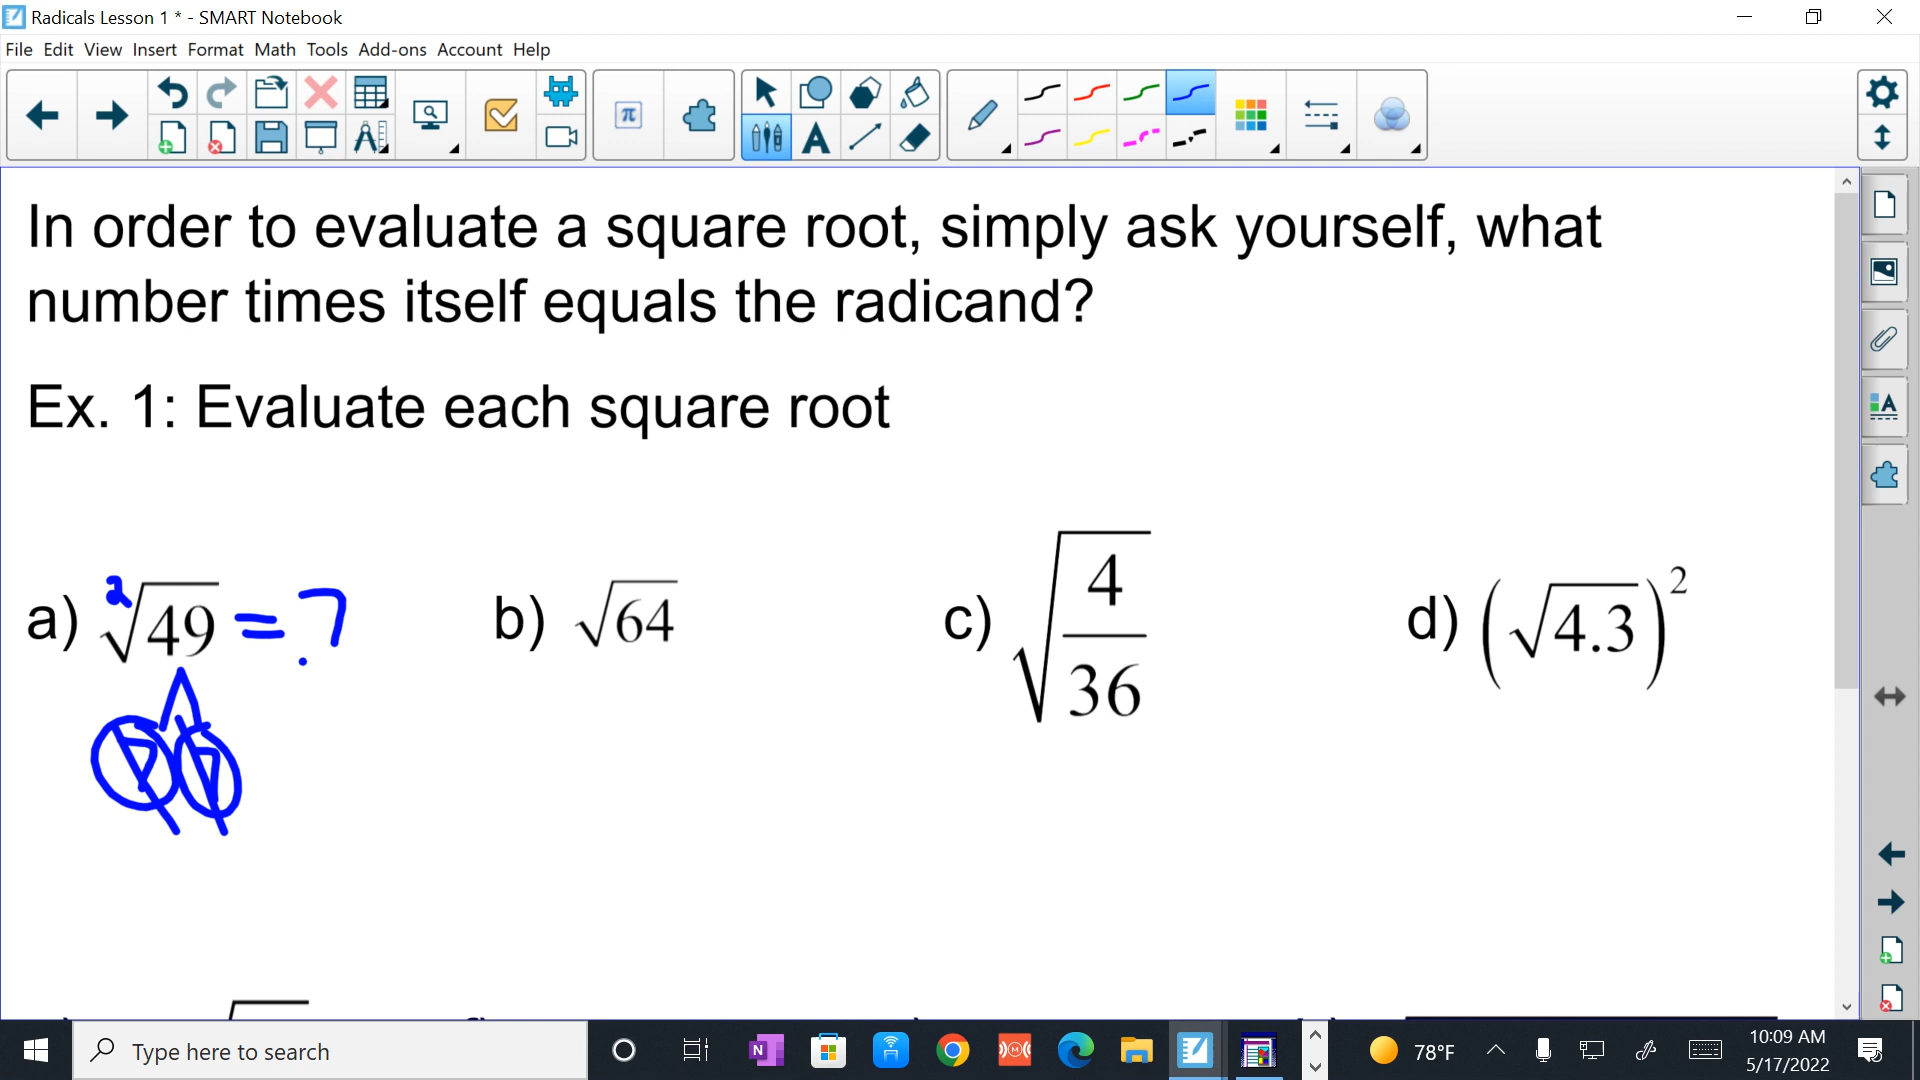 Radicals Lesson 1 * - SMART Notebook
File Edit View Insert Format Math Tools Add-ons Account Help
In order to evaluate a square root, simply ask yourself, what
number times itself equals the radicand?
Ex. 1: Evaluate each square root
a) ²√49 = 7
b) √64
c) √(4/36)
d) (√4.3)²
7 7
Type here to search
78°F
10:09 AM
5/17/2022